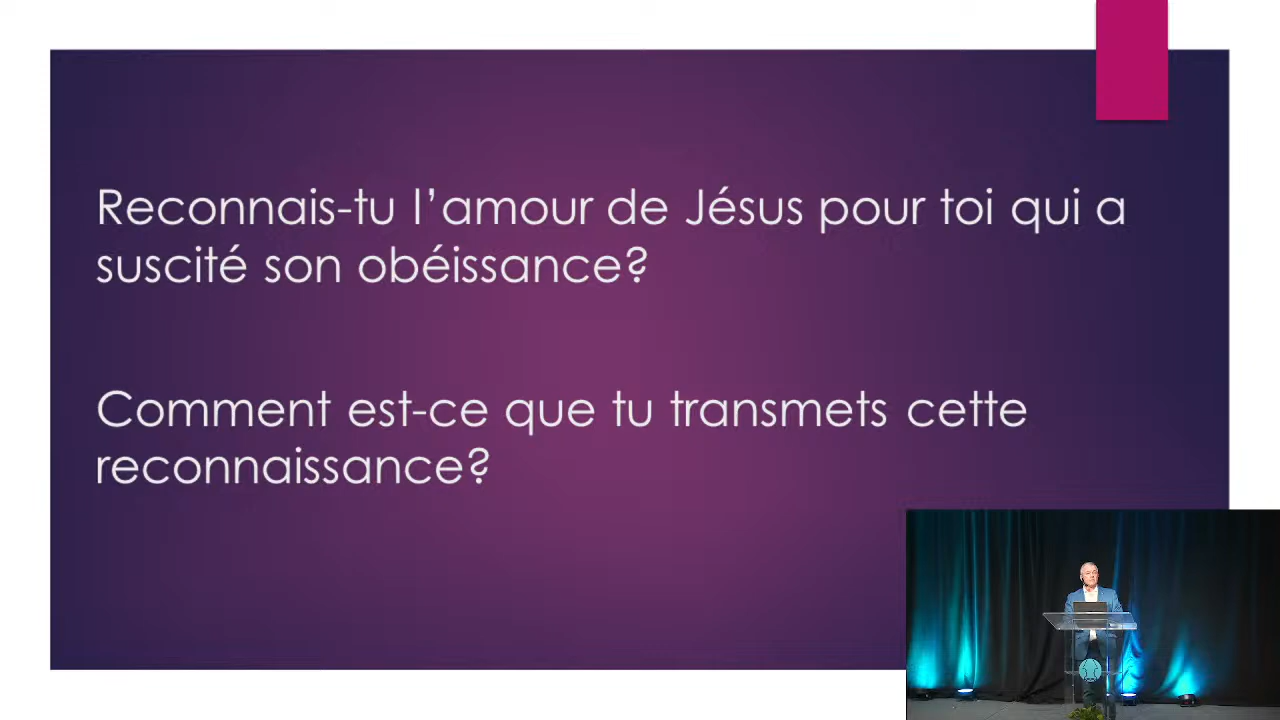 Reconnais-tu l’amour de Jésus pour toi qui a
suscité son obéissance?
Comment est-ce que tu transmets cette
reconnaissance?